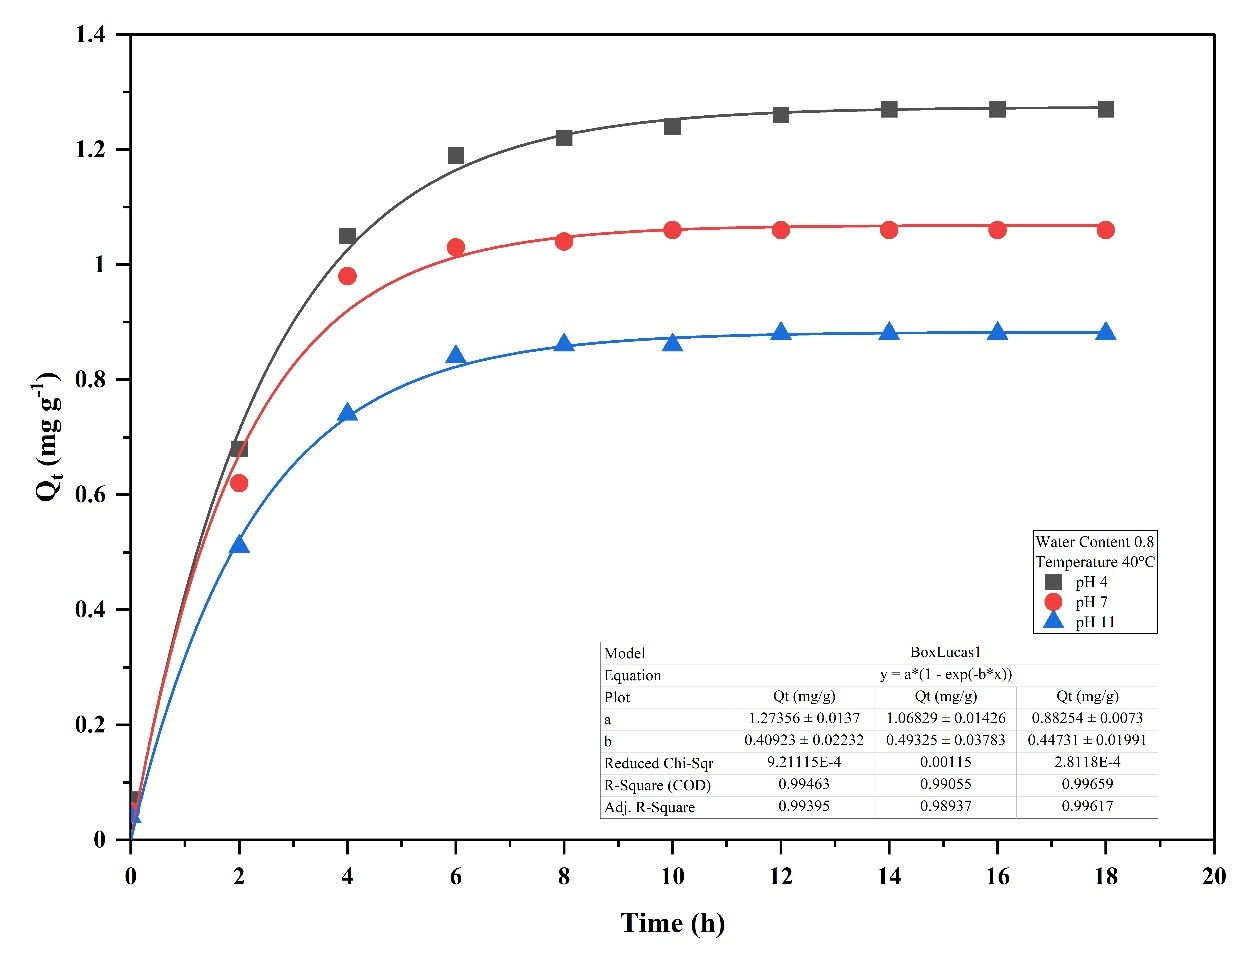 1.4
1.2
1
0.8
0.6
0.4
0.2
0
Qt (mg g-1)
Water Content 0.8
Temperature 40°C
pH 4
pH 7
pH 11
Model BoxLucas1
Equation y = a*(1 - exp(-b*x))
Plot Qt (mg/g) Qt (mg/g) Qt (mg/g)
a 1.27356 ± 0.0137 1.06829 ± 0.01426 0.88254 ± 0.0073
b 0.40923 ± 0.02232 0.49325 ± 0.03783 0.44731 ± 0.01991
Reduced Chi-Sqr 9.21115E-4 0.00115 2.8118E-4
R-Square (COD) 0.99463 0.99055 0.99659
Adj. R-Square 0.99395 0.98937 0.99617
0 2 4 6 8 10 12 14 16 18 20
Time (h)